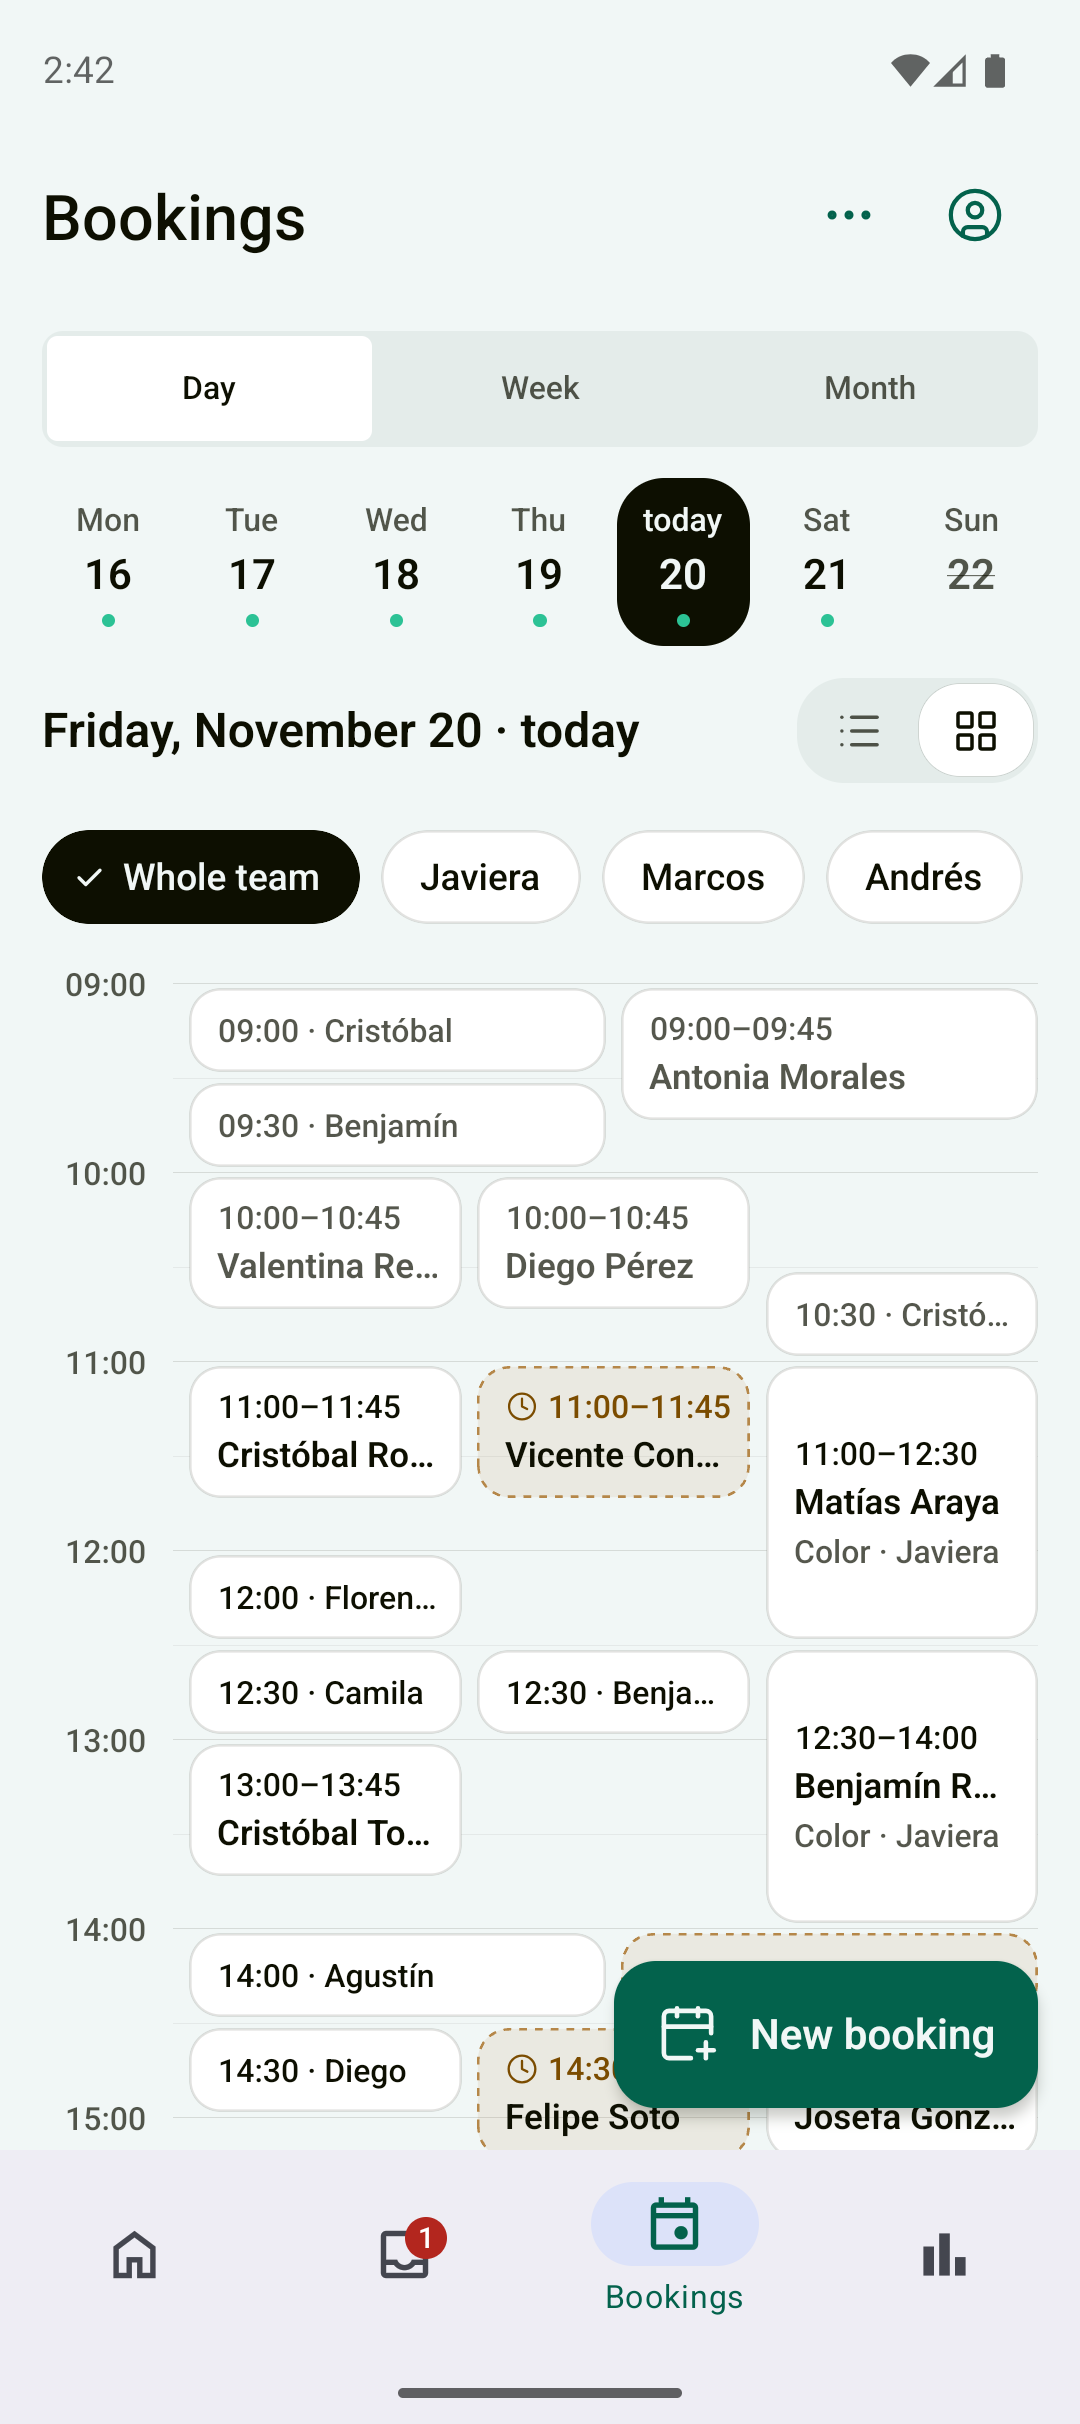 2:42
Bookings
Day
Week
Month
Mon
Tue
Wed
Thu
today
Sat
Sun
16
17
18
19
20
21
22
Friday, November 20 · today
Whole team
Javiera
Marcos
Andrés
09:00
09:00 · Cristóbal
09:00–09:45
Antonia Morales
09:30 · Benjamín
10:00
10:00–10:45
Valentina Re...
10:00–10:45
Diego Pérez
10:30 · Cristó...
11:00
11:00–11:45
Cristóbal Ro...
11:00–11:45
Vicente Con...
11:00–12:30
Matías Araya
Color · Javiera
12:00
12:00 · Floren...
12:30 · Camila
12:30 · Benja...
12:30–14:00
Benjamín R...
Color · Javiera
13:00
13:00–13:45
Cristóbal To...
14:00
14:00 · Agustín
New booking
14:30 · Diego
Felipe Soto
Josefa Gonz...
15:00
1
Bookings